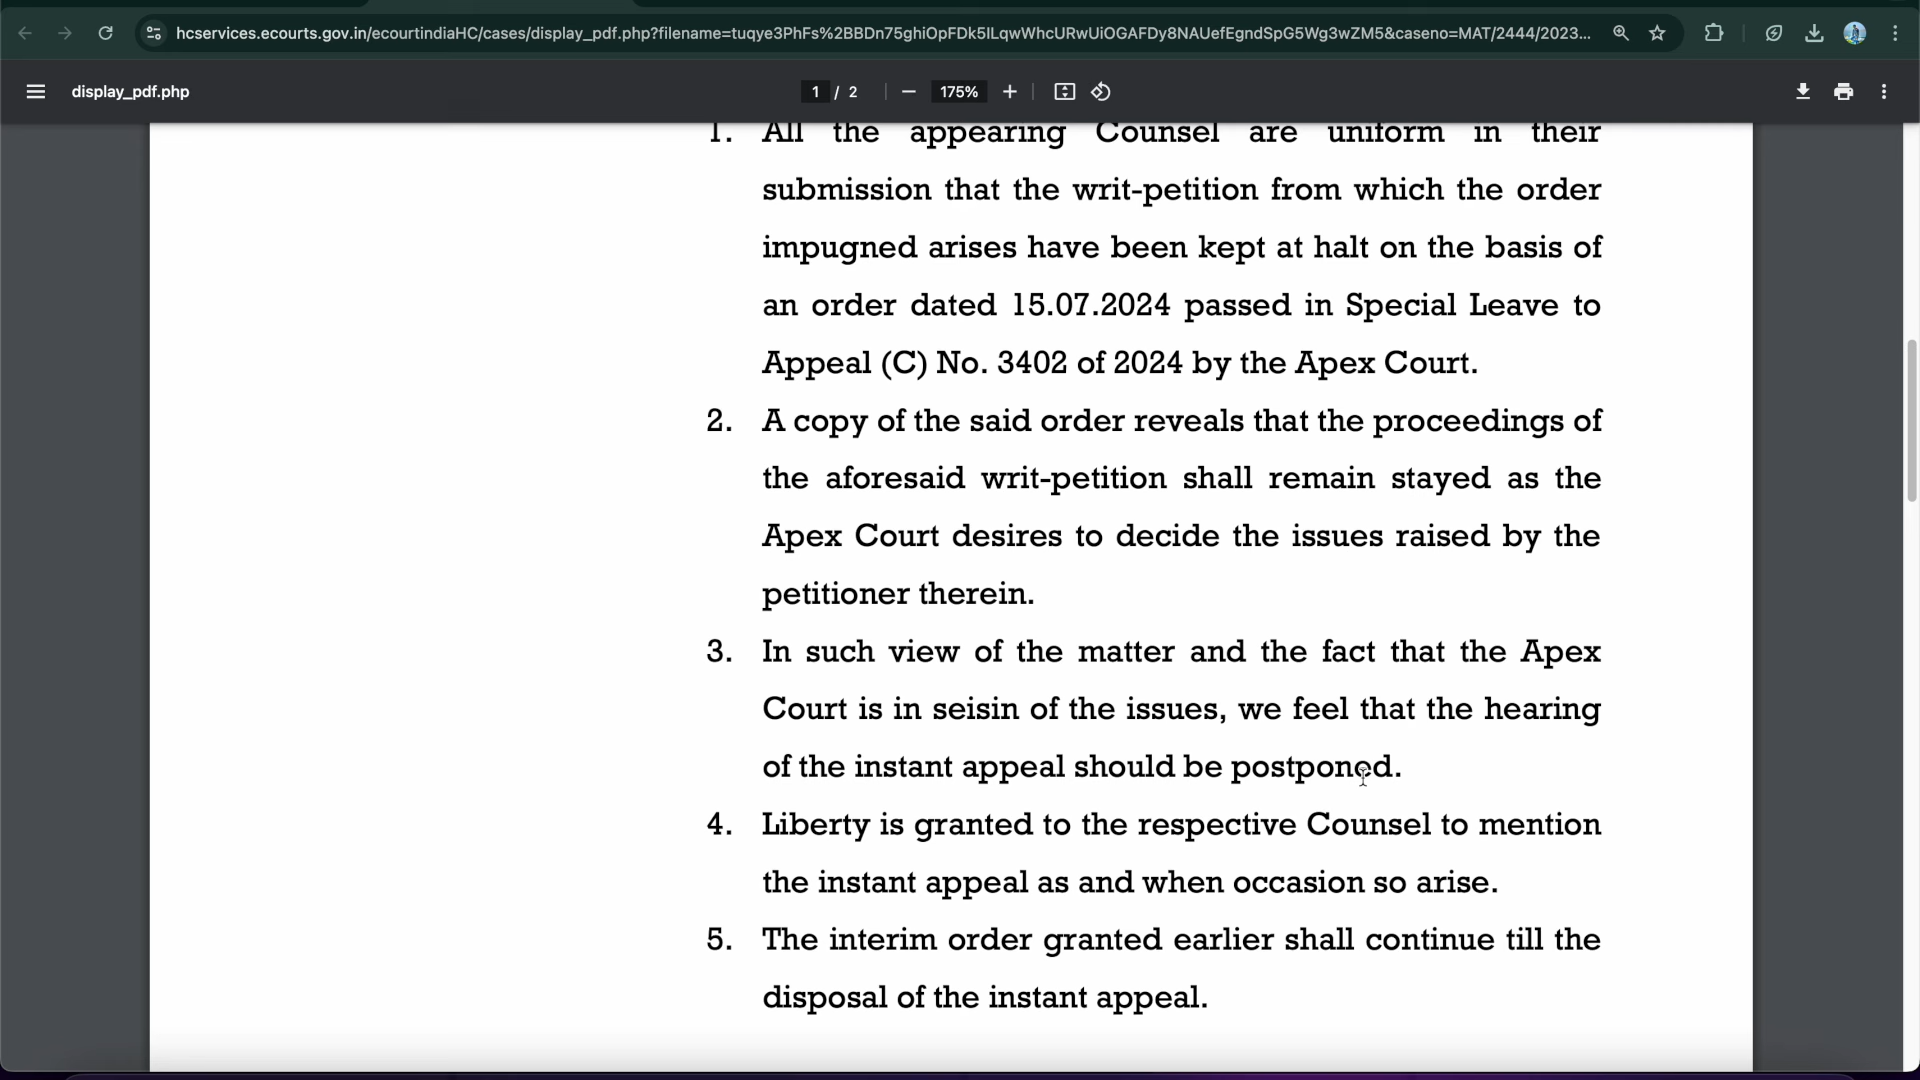 hcservices.ecourts.gov.in/ecourtindiaHC/cases/display_pdf.php?filename=tuqye3PhFs%2BBDn75ghiOpFDk5ILqwWhcURwUiOGAFDy8NAUefEgndSpG5Wg3wZM5&caseno=MAT/2444/2023...
display_pdf.php
1 / 2
175%
1. All the appearing Counsel are uniform in their
submission that the writ-petition from which the order
impugned arises have been kept at halt on the basis of
an order dated 15.07.2024 passed in Special Leave to
Appeal (C) No. 3402 of 2024 by the Apex Court.
2. A copy of the said order reveals that the proceedings of
the aforesaid writ-petition shall remain stayed as the
Apex Court desires to decide the issues raised by the
petitioner therein.
3. In such view of the matter and the fact that the Apex
Court is in seisin of the issues, we feel that the hearing
of the instant appeal should be postponed.
4. Liberty is granted to the respective Counsel to mention
the instant appeal as and when occasion so arise.
5. The interim order granted earlier shall continue till the
disposal of the instant appeal.